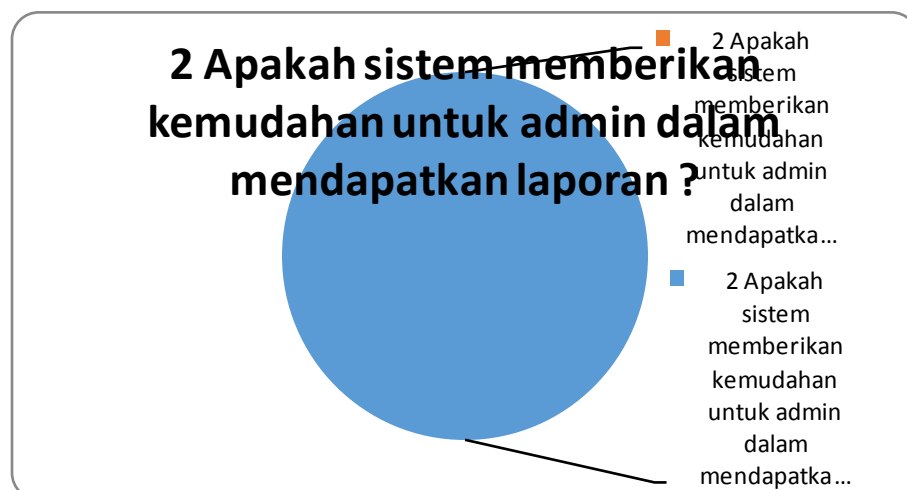 2 Apakah sistem memberikan
kemudahan untuk admin dalam
mendapatkan laporan ?
2 Apakah
sistem
memberikan
kemudahan
untuk admin
dalam
mendapatka...
2 Apakah
sistem
memberikan
kemudahan
untuk admin
dalam
mendapatka...